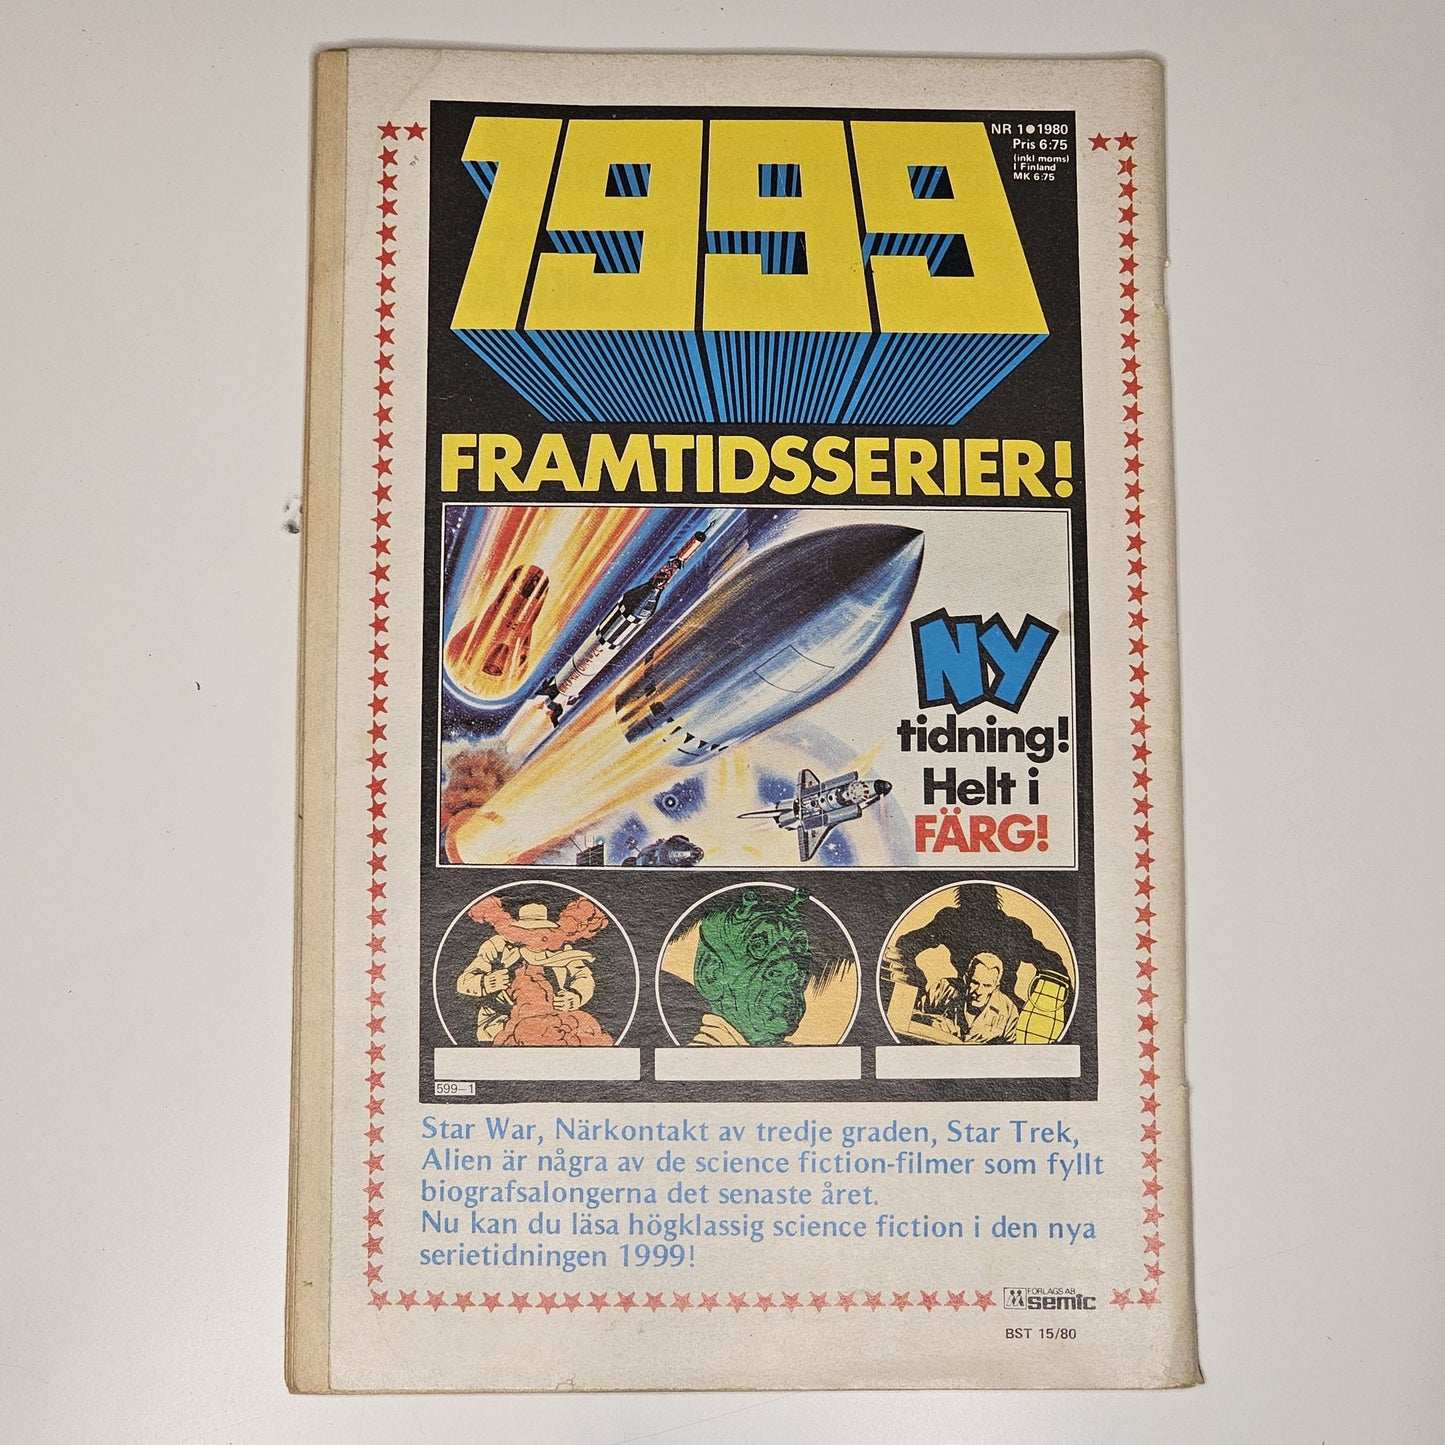 1999
NR 1●1980
Pris 6:75
(inkl moms)
I Finland
MK 6:75
FRAMTIDSSERIER!
NY
tidning!
Helt i
FÄRG!
599–1
Star War, Närkontakt av tredje graden, Star Trek,
Alien är några av de science fiction-filmer som fyllt
biografsalongerna det senaste året.
Nu kan du läsa högklassig science fiction i den nya
serietidningen 1999!
FÖRLAGS AB
semic
BST 15/80